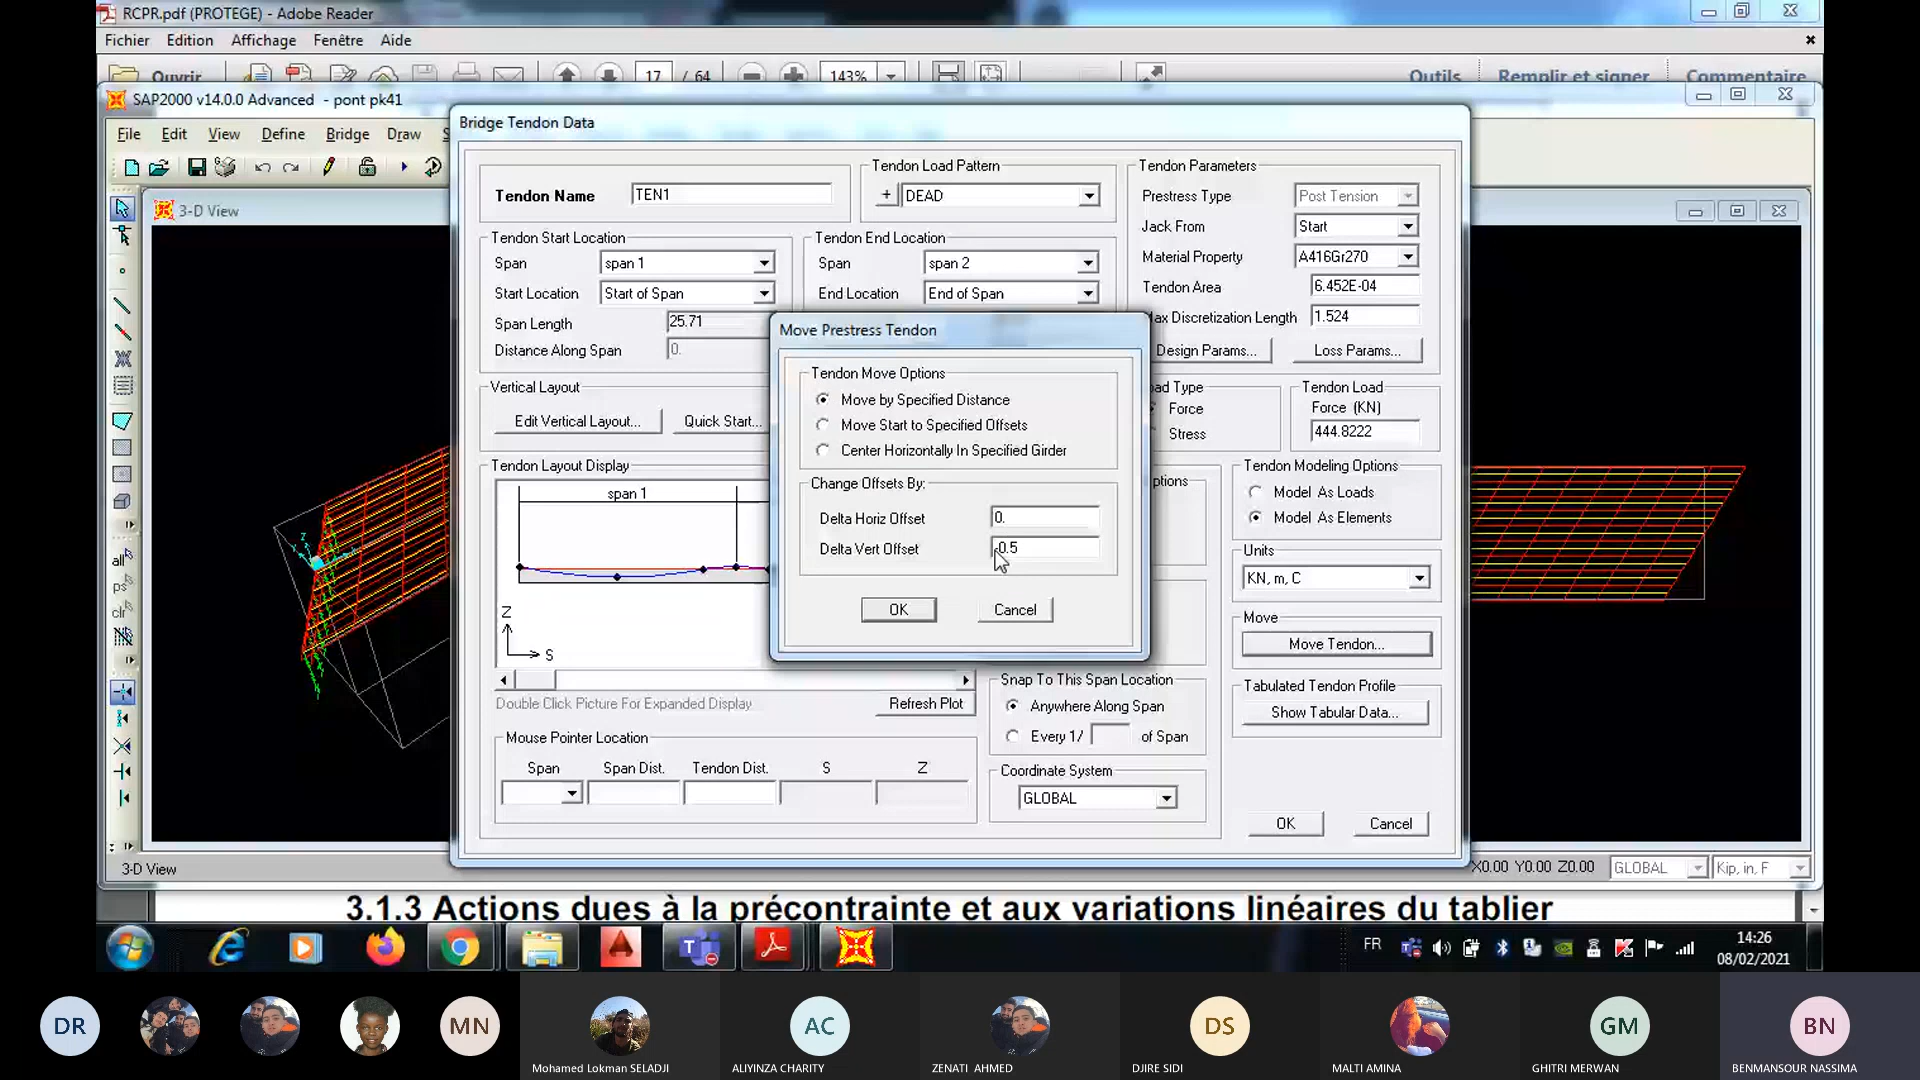 RCPR.pdf (PROTEGE) - Adobe Reader
Fichier Edition Affichage Fenêtre Aide
Ouvrir 17 / 64 143% Outils Remplir et signer Commentaire
SAP2000 v14.0.0 Advanced - pont pk41
File Edit View Define Bridge Draw S
3-D View
Bridge Tendon Data
Tendon Name TEN1
Tendon Load Pattern
+ DEAD
Tendon Parameters
Prestress Type Post Tension
Jack From Start
Material Property A416Gr270
Tendon Area 6.452E-04
Max Discretization Length 1.524
Design Params... Loss Params...
Tendon Start Location
Span span 1
Start Location Start of Span
Span Length 25.71
Distance Along Span 0.
Tendon End Location
Span span 2
End Location End of Span
Vertical Layout
Edit Vertical Layout... Quick Start...
oad Type
Force
Stress
Tendon Load
Force (KN)
444.8222
Move Prestress Tendon
Tendon Move Options
Move by Specified Distance
Move Start to Specified Offsets
Center Horizontally In Specified Girder
Change Offsets By:
Delta Horiz Offset 0.
Delta Vert Offset -0.5
OK Cancel
Tendon Layout Display
span 1
Z
S
Double Click Picture For Expanded Display
Refresh Plot
ptions
Tendon Modeling Options
Model As Loads
Model As Elements
Units
KN, m, C
Move
Move Tendon...
Tabulated Tendon Profile
Show Tabular Data...
Snap To This Span Location
Anywhere Along Span
Every 1/ of Span
Mouse Pointer Location
Span Span Dist. Tendon Dist. S Z
Coordinate System
GLOBAL
OK Cancel
all
ps
clr
Z
3-D View
X0.00 Y0.00 Z0.00 GLOBAL Kip, in, F
3.1.3 Actions dues à la précontrainte et aux variations linéaires du tablier
FR
14:26
08/02/2021
DR MN AC DS GM BN
Mohamed Lokman SELADJI ALIYINZA CHARITY ZENATI AHMED DJIRE SIDI MALTI AMINA GHITRI MERWAN BENMANSOUR NASSIMA